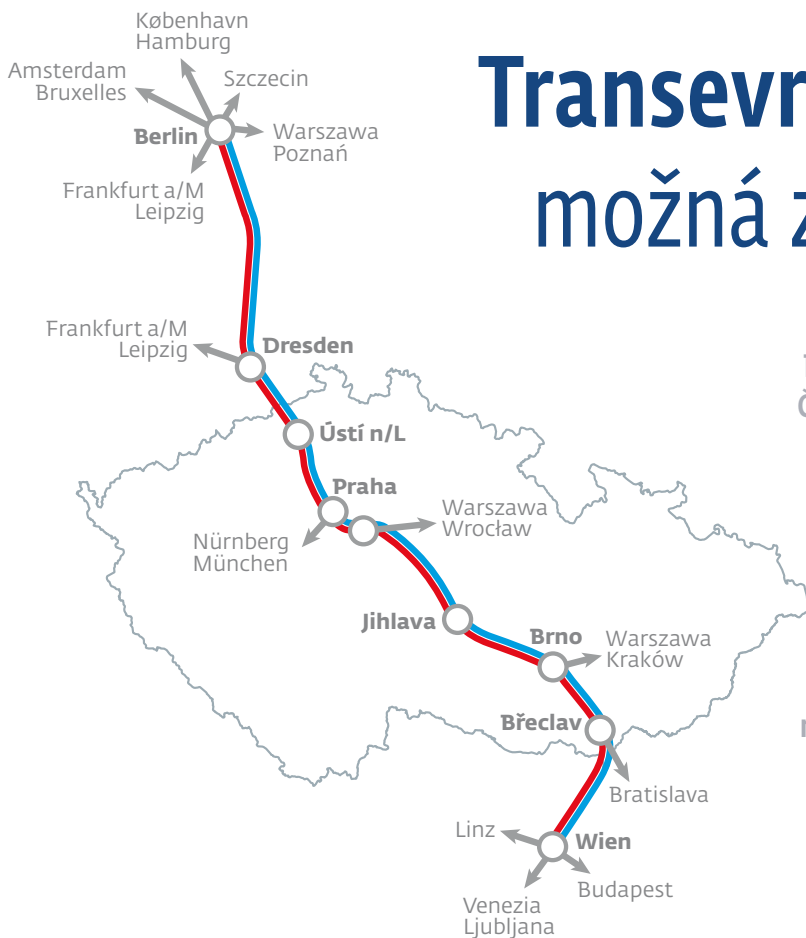 København
Hamburg
Amsterdam
Bruxelles
Szczecin
Berlin
Warszawa
Poznań
Frankfurt a/M
Leipzig
Transevr
možná z
Frankfurt a/M
Leipzig
Dresden
Ústí n/L
Praha
Warszawa
Wrocław
Nürnberg
München
Jihlava
Brno
Warszawa
Kraków
Břeclav
Bratislava
Linz
Wien
Budapest
Venezia
Ljubljana